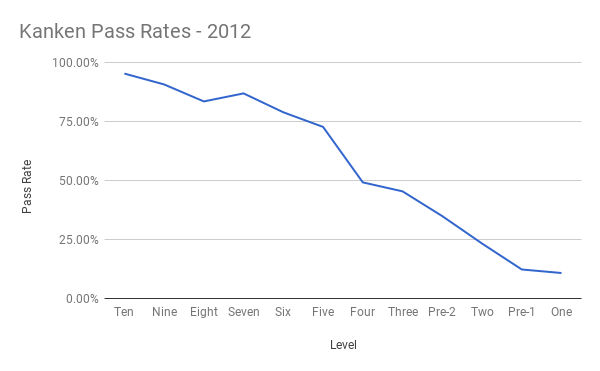 Kanken Pass Rates - 2012
100.00%
75.00%
50.00%
25.00%
0.00%
Pass Rate
Ten Nine Eight Seven Six Five Four Three Pre-2 Two Pre-1 One
Level